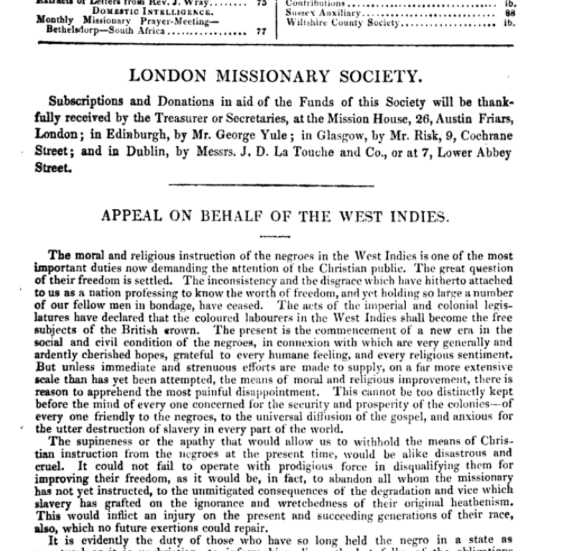 Extracts of Letters from Rev. J. Wray........ 75
DOMESTIC INTELLIGENCE.
Monthly Missionary Prayer-Meeting—
Bethelsdorp—South Africa................ 77
Contributions.......................... ib.
Sussex Auxiliary....................... 88
Wiltshire County Society............... ib.
LONDON MISSIONARY SOCIETY.
Subscriptions and Donations in aid of the Funds of this Society will be thank-
fully received by the Treasurer or Secretaries, at the Mission House, 26, Austin Friars,
London; in Edinburgh, by Mr. George Yule; in Glasgow, by Mr. Risk, 9, Cochrane
Street; and in Dublin, by Messrs. J. D. La Touche and Co., or at 7, Lower Abbey
Street.
APPEAL ON BEHALF OF THE WEST INDIES.
The moral and religious instruction of the negroes in the West Indies is one of the most
important duties now demanding the attention of the Christian public. The great question
of their freedom is settled. The inconsistency and the disgrace which have hitherto attached
to us as a nation professing to know the worth of freedom, and yet holding so large a number
of our fellow men in bondage, have ceased. The acts of the imperial and colonial legis-
latures have declared that the coloured labourers in the West Indies shall become the free
subjects of the British crown. The present is the commencement of a new era in the
social and civil condition of the negroes, in connexion with which are very generally and
ardently cherished hopes, grateful to every humane feeling, and every religious sentiment.
But unless immediate and strenuous efforts are made to supply, on a far more extensive
scale than has yet been attempted, the means of moral and religious improvement, there is
reason to apprehend the most painful disappointment. This cannot be too distinctly kept
before the mind of every one concerned for the security and prosperity of the colonies—of
every one friendly to the negroes, to the universal diffusion of the gospel, and anxious for
the utter destruction of slavery in every part of the world.
The supineness or the apathy that would allow us to withhold the means of Chris-
tian instruction from the negroes at the present time, would be alike disastrous and
cruel. It could not fail to operate with prodigious force in disqualifying them for
improving their freedom, as it would be, in fact, to abandon all whom the missionary
has not yet instructed, to the unmitigated consequences of the degradation and vice which
slavery has grafted on the ignorance and wretchedness of their original heathenism.
This would inflict an injury on the present and succeeding generations of their race,
also, which no future exertions could repair.
It is evidently the duty of those who have so long held the negro in a state as